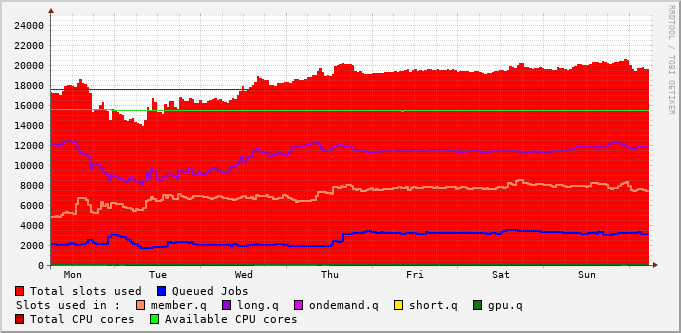 24000
22000
20000
18000
16000
14000
12000
10000
8000
6000
4000
2000
0
Mon Tue Wed Thu Fri Sat Sun
RRDTOOL / TOBI OETIKER
Total slots used Queued Jobs
Slots used in : member.q long.q ondemand.q short.q gpu.q
Total CPU cores Available CPU cores